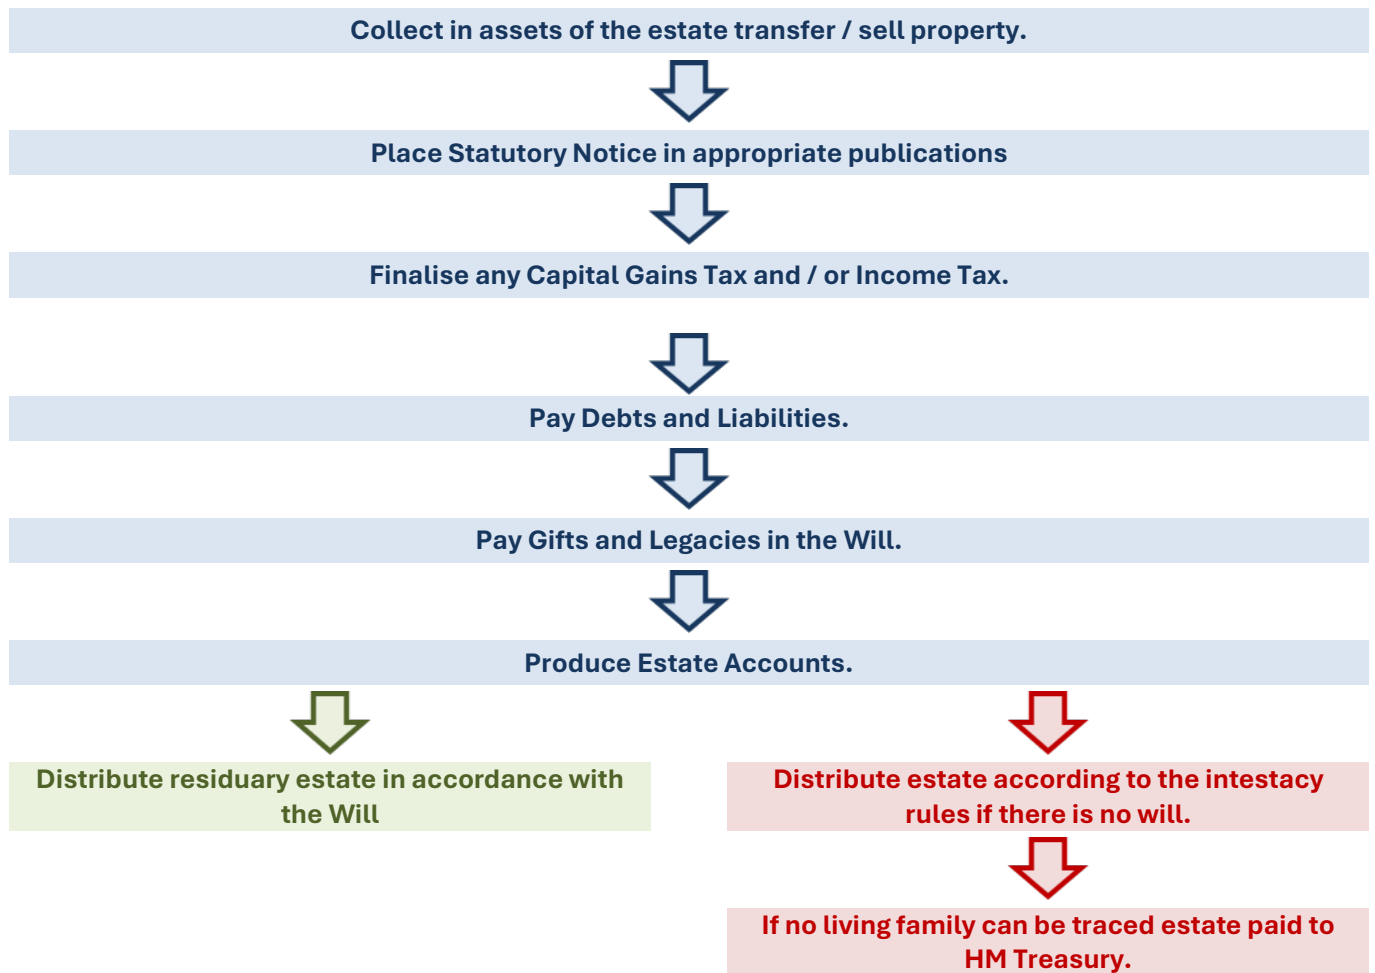 Collect in assets of the estate transfer / sell property.
Place Statutory Notice in appropriate publications
Finalise any Capital Gains Tax and / or Income Tax.
Pay Debts and Liabilities.
Pay Gifts and Legacies in the Will.
Produce Estate Accounts.
Distribute residuary estate in accordance with
the Will
Distribute estate according to the intestacy
rules if there is no will.
If no living family can be traced estate paid to
HM Treasury.